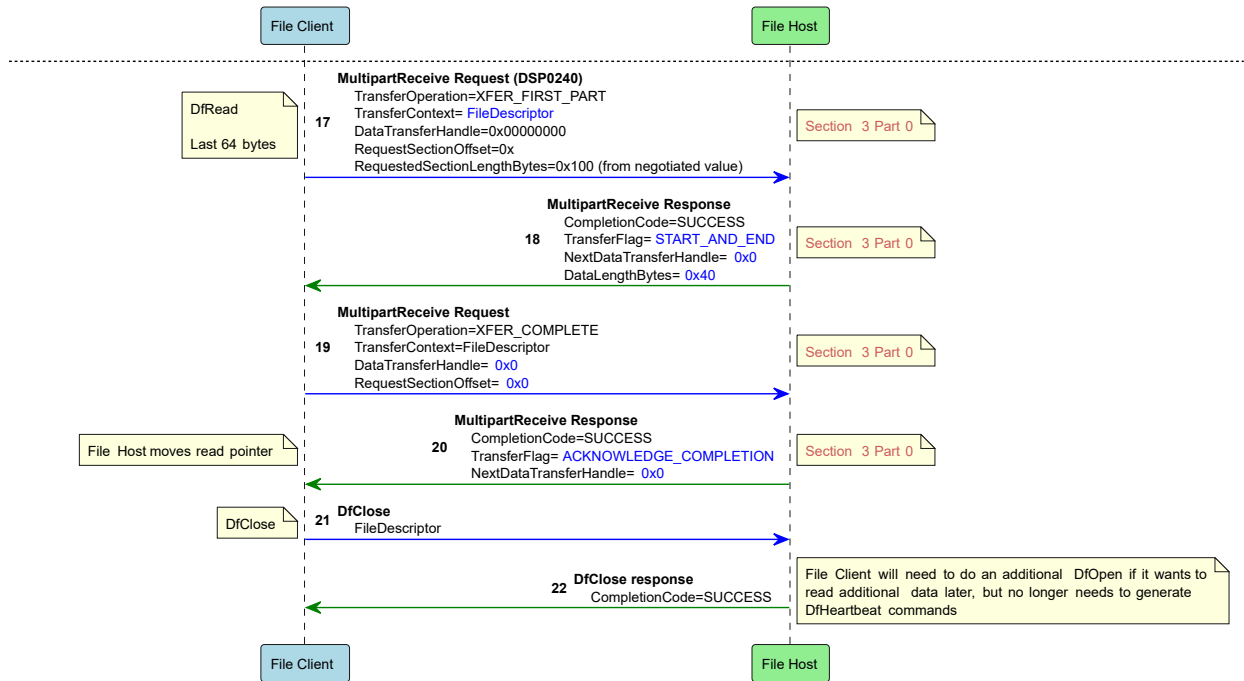 File Client
File Host
MultipartReceive Request (DSP0240)
DfRead
Last 64 bytes
17
TransferOperation=XFER_FIRST_PART
TransferContext= FileDescriptor
DataTransferHandle=0x00000000
RequestSectionOffset=0x
RequestedSectionLengthBytes=0x100 (from negotiated value)
Section 3 Part 0
MultipartReceive Response
18
CompletionCode=SUCCESS
TransferFlag= START_AND_END
NextDataTransferHandle= 0x0
DataLengthBytes= 0x40
Section 3 Part 0
MultipartReceive Request
19
TransferOperation=XFER_COMPLETE
TransferContext=FileDescriptor
DataTransferHandle= 0x0
RequestSectionOffset= 0x0
Section 3 Part 0
File Host moves read pointer
MultipartReceive Response
20
CompletionCode=SUCCESS
TransferFlag= ACKNOWLEDGE_COMPLETION
NextDataTransferHandle= 0x0
Section 3 Part 0
DfClose
21
DfClose
FileDescriptor
22
DfClose response
CompletionCode=SUCCESS
File Client will need to do an additional DfOpen if it wants to
read additional data later, but no longer needs to generate
DfHeartbeat commands
File Client
File Host